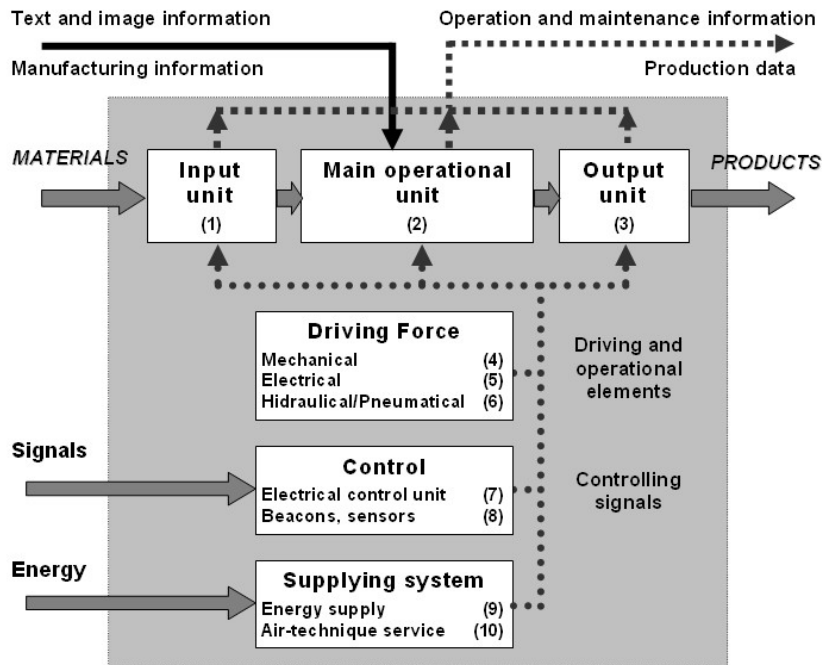 Text and image information
Operation and maintenance information
Manufacturing information
Production data
MATERIALS
Input
unit
(1)
Main operational
unit
(2)
Output
unit
(3)
PRODUCTS
Driving Force
Mechanical (4)
Electrical (5)
Hidraulical/Pneumatical (6)
Driving and
operational
elements
Signals
Control
Electrical control unit (7)
Beacons, sensors (8)
Controlling
signals
Energy
Supplying system
Energy supply (9)
Air-technique service (10)